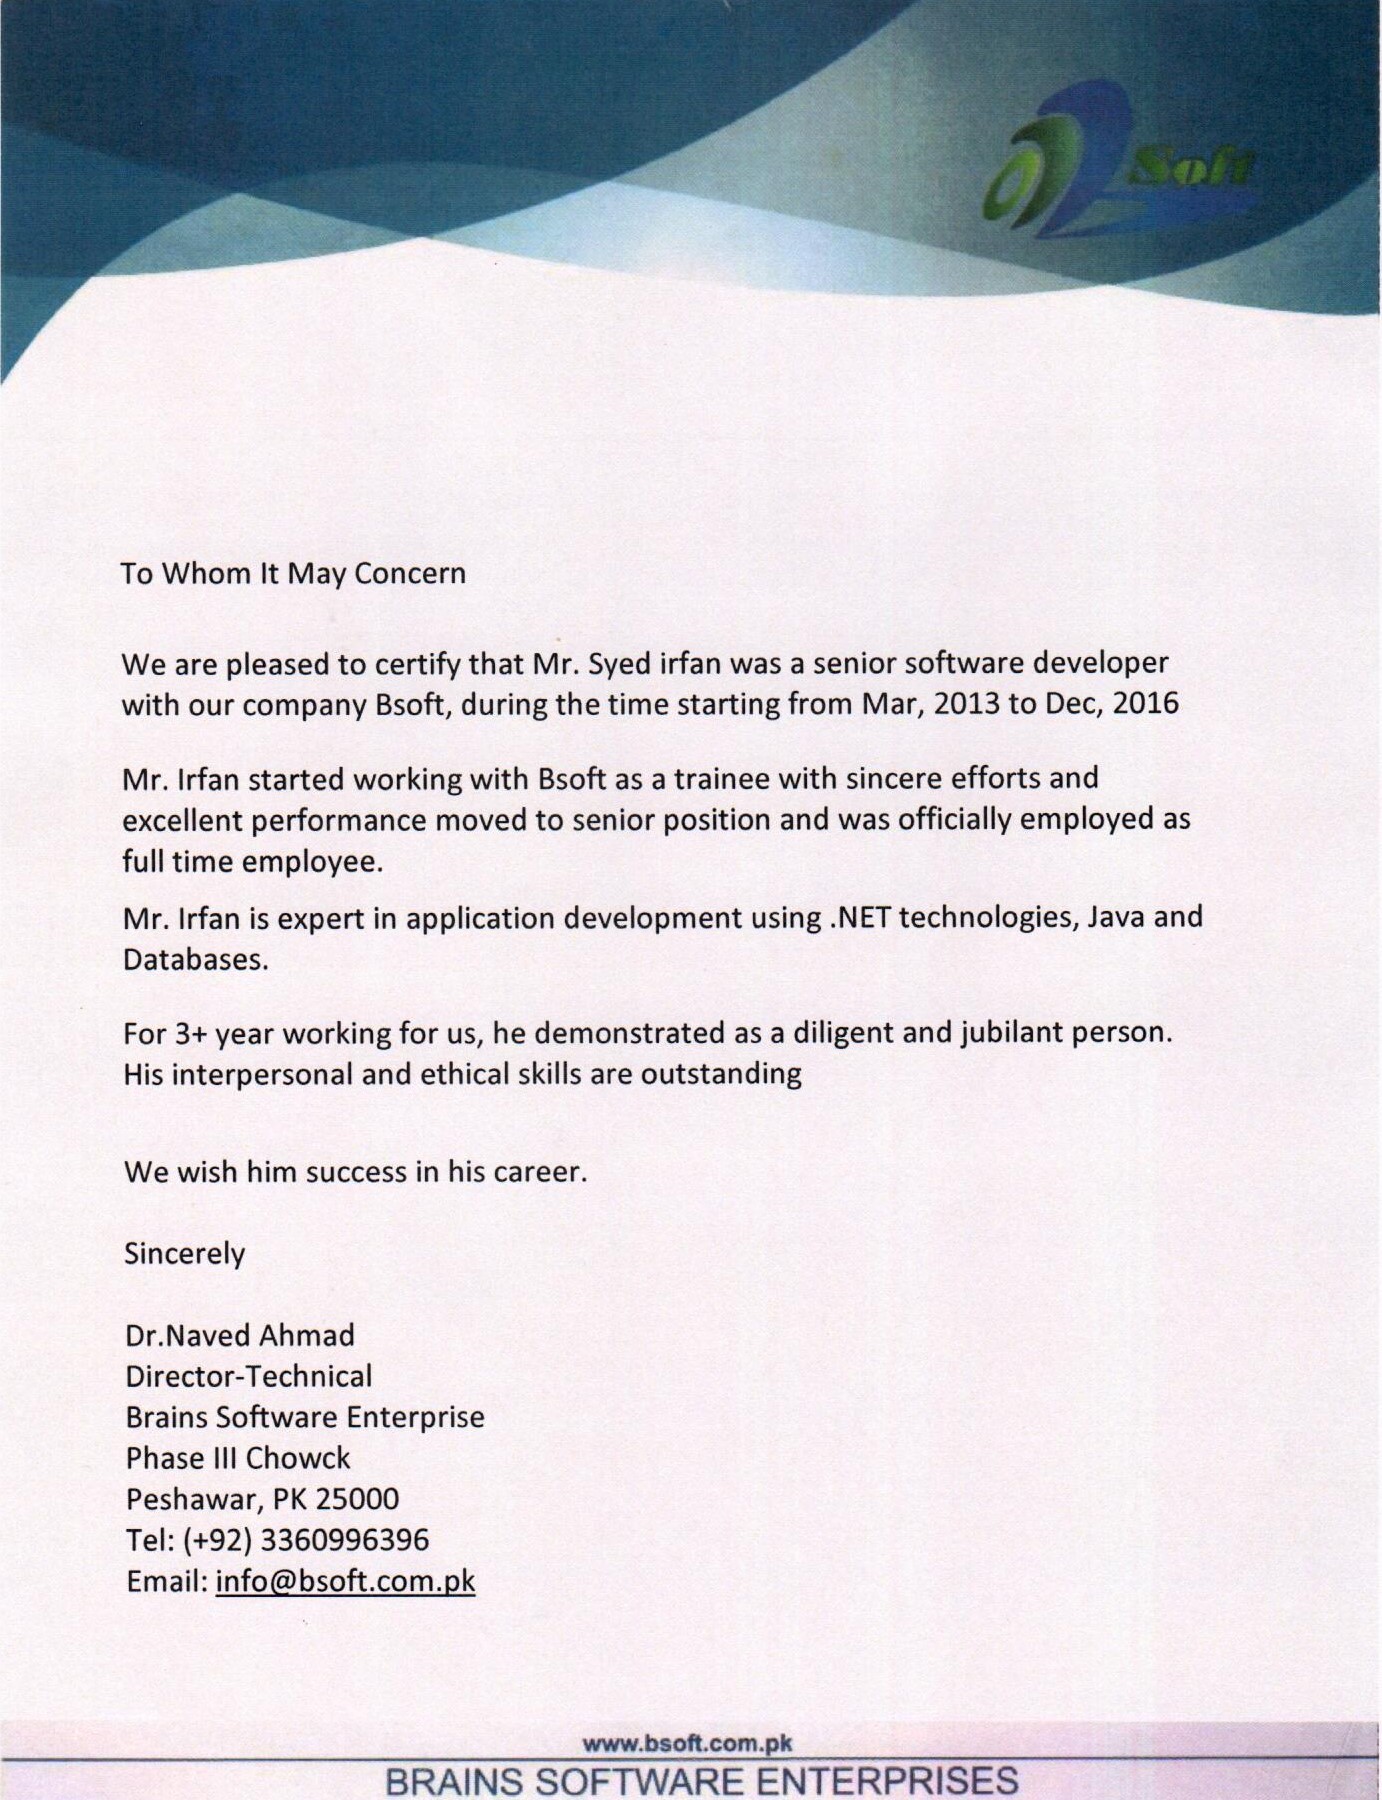 Soft
To Whom It May Concern
We are pleased to certify that Mr. Syed irfan was a senior software developer
with our company Bsoft, during the time starting from Mar, 2013 to Dec, 2016
Mr. Irfan started working with Bsoft as a trainee with sincere efforts and
excellent performance moved to senior position and was officially employed as
full time employee.
Mr. Irfan is expert in application development using .NET technologies, Java and
Databases.
For 3+ year working for us, he demonstrated as a diligent and jubilant person.
His interpersonal and ethical skills are outstanding
We wish him success in his career.
Sincerely
Dr.Naved Ahmad
Director-Technical
Brains Software Enterprise
Phase III Chowck
Peshawar, PK 25000
Tel: (+92) 3360996396
Email: info@bsoft.com.pk
www.bsoft.com.pk
BRAINS SOFTWARE ENTERPRISES